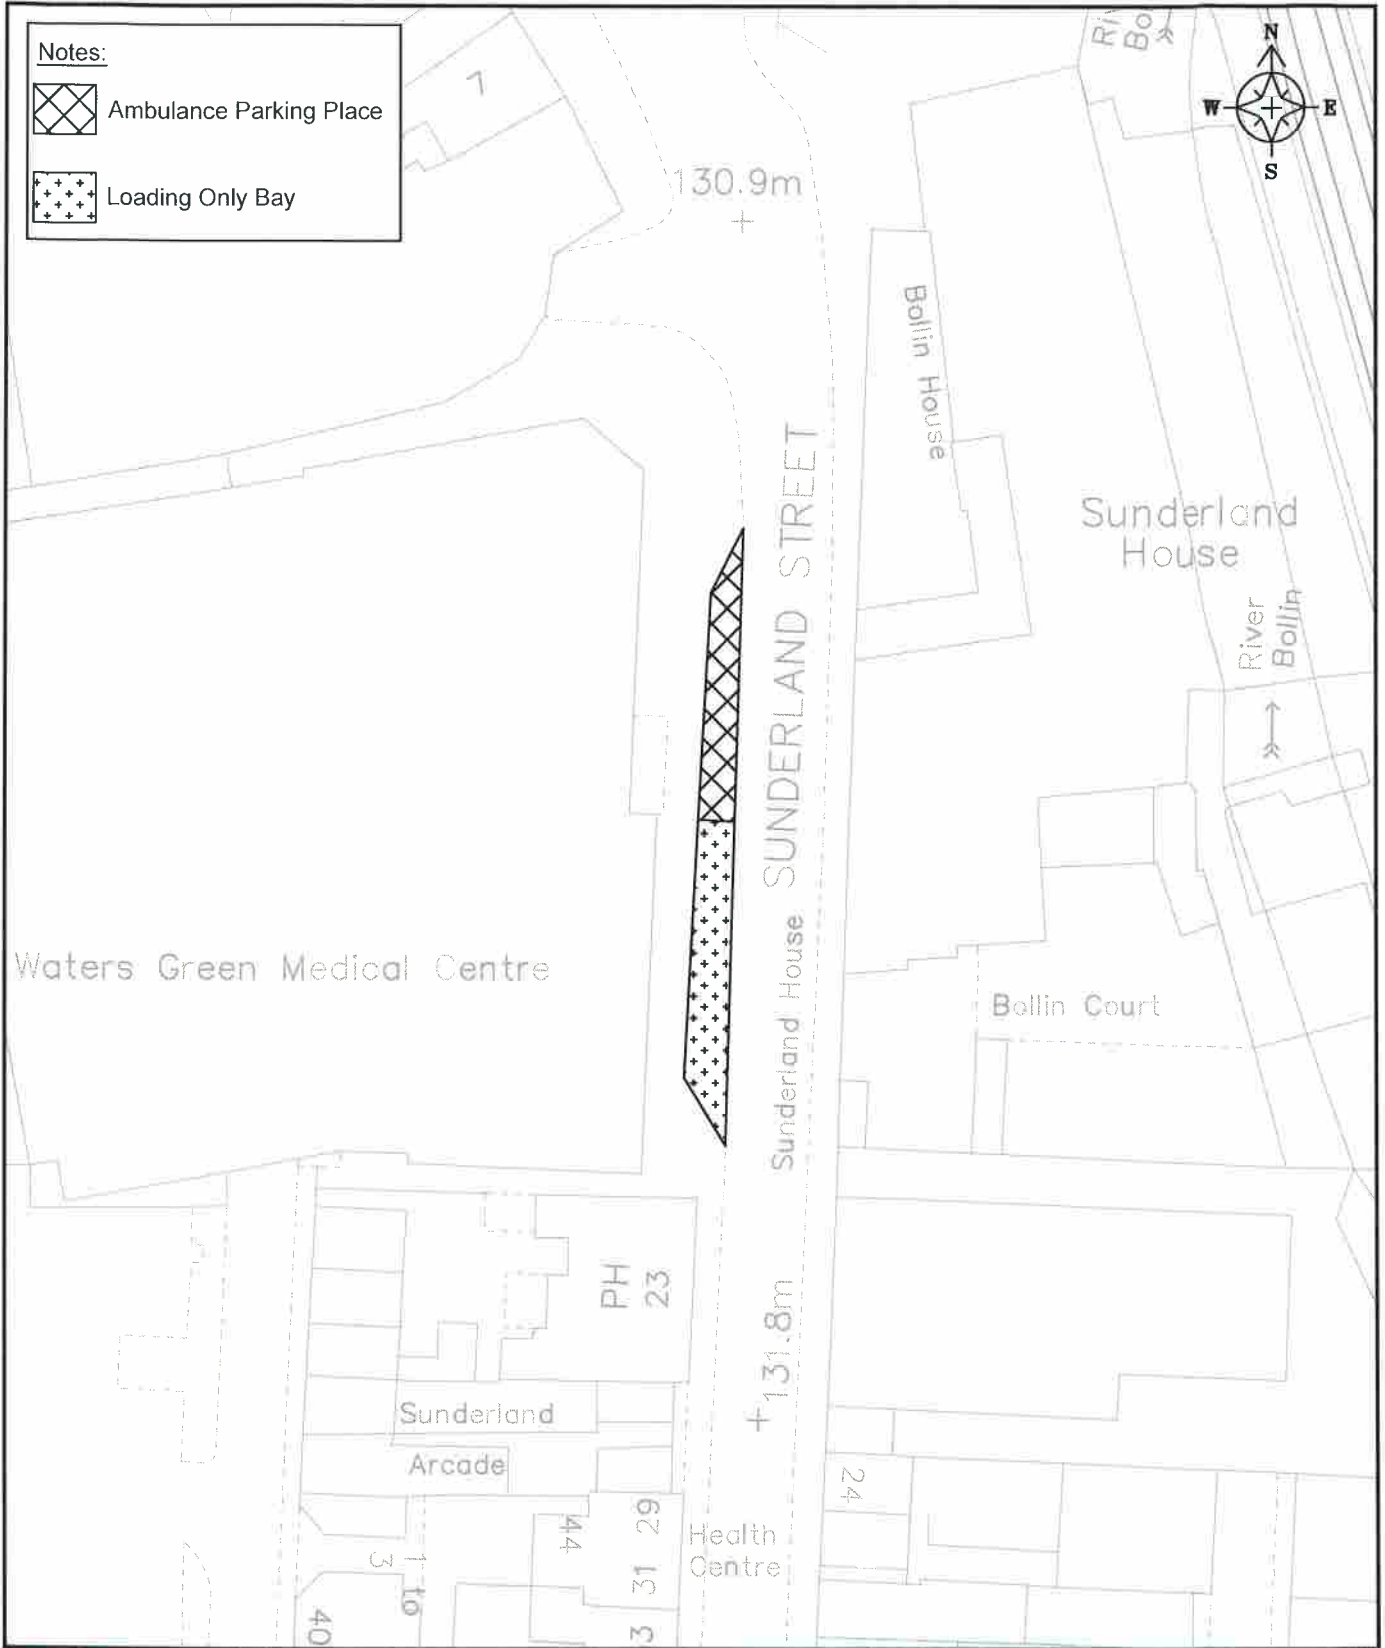 Notes:
Ambulance Parking Place
Loading Only Bay
N
W
E
S
7
130.9m
Bollin House
SUNDERLAND STREET
Sunderland
House
River
Bollin
Waters Green Medical Centre
Sunderland House
Bollin Court
PH
23
131.8m
Sunderland
Arcade
24
29
44
31
Health
Centre
1
to
3
40
3